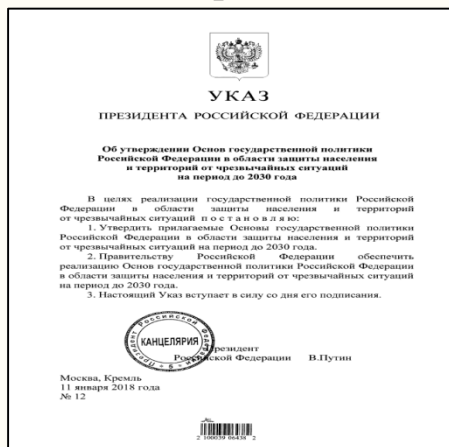 УКАЗ
ПРЕЗИДЕНТА РОССИЙСКОЙ ФЕДЕРАЦИИ
Об утверждении Основ государственной политики
Российской Федерации в области защиты населения
и территорий от чрезвычайных ситуаций
на период до 2030 года
В целях реализации государственной политики Российской
Федерации в области защиты населения и территорий
от чрезвычайных ситуаций п о с т а н о в л я ю:
1. Утвердить прилагаемые Основы государственной политики
Российской Федерации в области защиты населения и территорий
от чрезвычайных ситуаций на период до 2030 года.
2. Правительству Российской Федерации обеспечить
реализацию Основ государственной политики Российской Федерации
в области защиты населения и территорий от чрезвычайных ситуаций
на период до 2030 года.
3. Настоящий Указ вступает в силу со дня его подписания.
КАНЦЕЛЯРИЯ
Президент
Российской Федерации В.Путин
Москва, Кремль
11 января 2018 года
№ 12
2 100039 06438 2